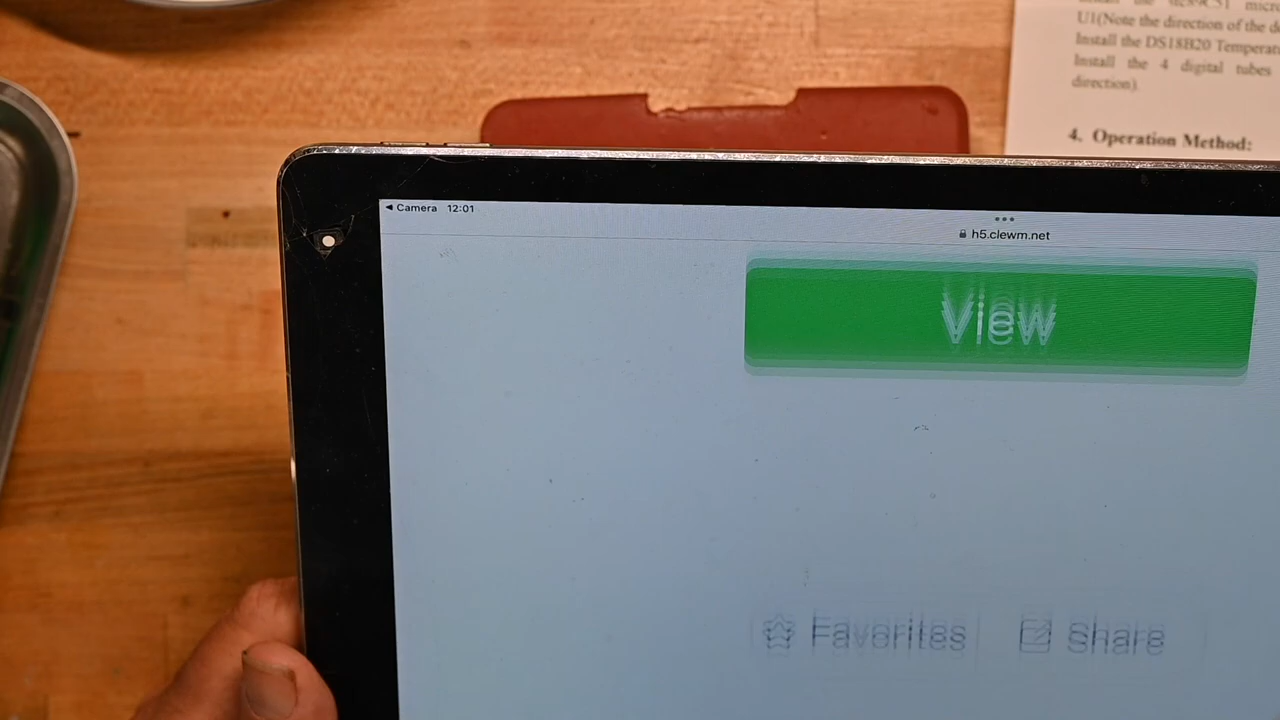 U1(Note the direction of the
Install the DS18B20
Install the 4 digital tubes
direction).
4. Operation Method:
◀ Camera 12:01
h5.clewm.net
View
Favorites
Share